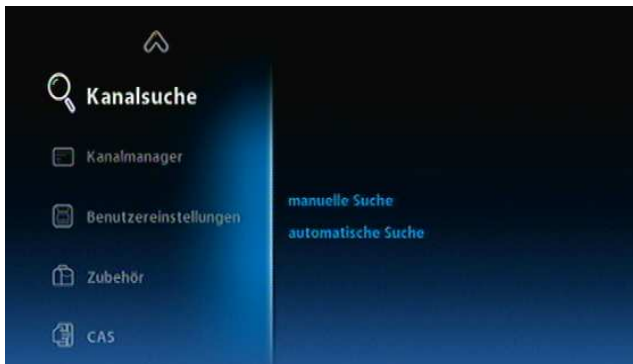 Kanalsuche
Kanalmanager
Benutzereinstellungen
Zubehör
CAS
manuelle Suche
automatische Suche